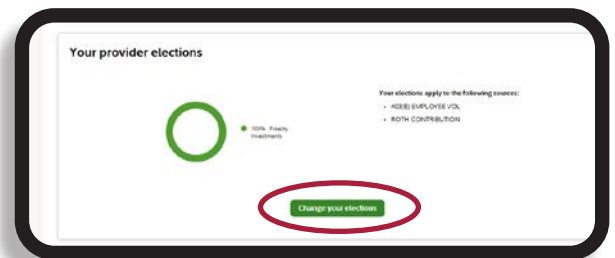 Your provider elections
Your elections apply to the following sources:
403(B) EMPLOYEE VOL
ROTH CONTRIBUTION
100%
Investments
Change your elections